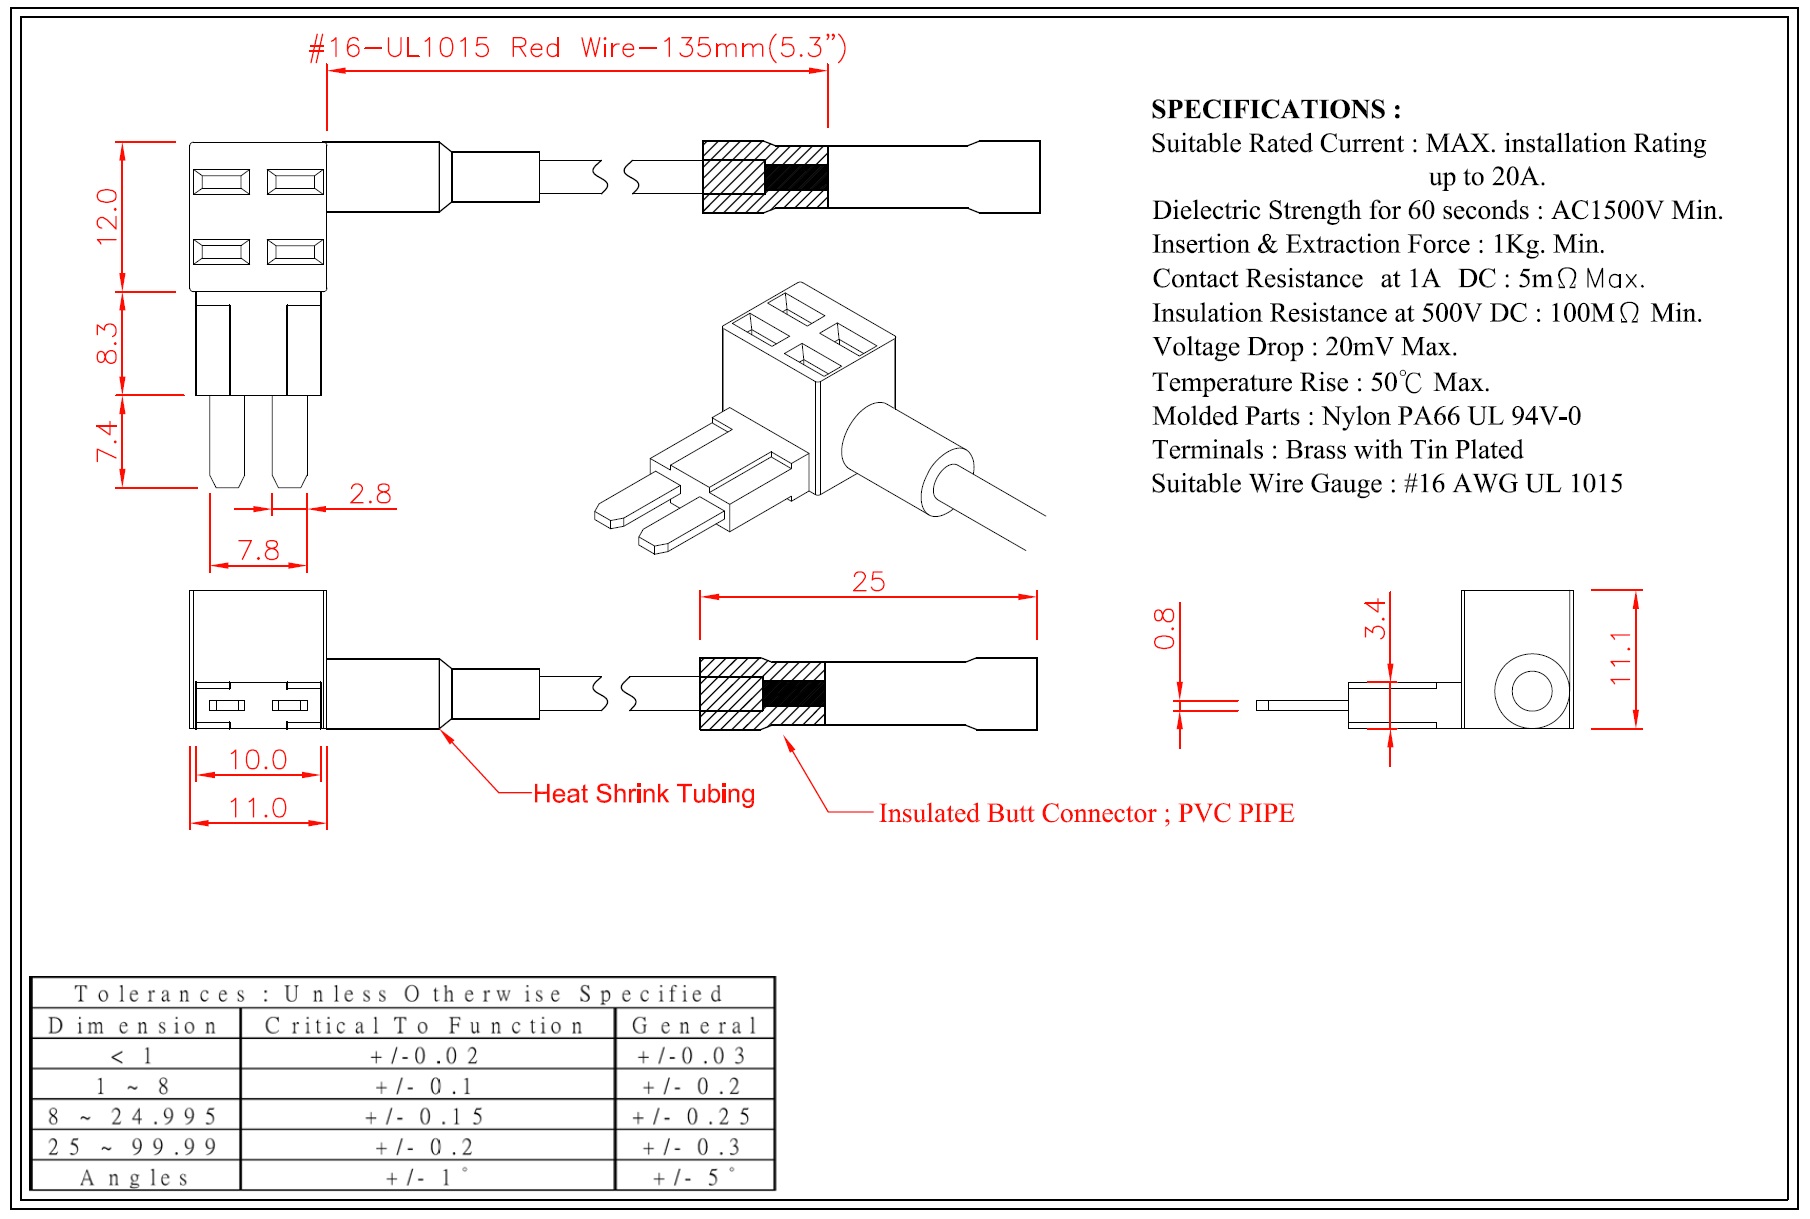 #16-UL1015 Red Wire-135mm(5.3")
SPECIFICATIONS :
Suitable Rated Current : MAX. installation Rating
up to 20A.
Dielectric Strength for 60 seconds : AC1500V Min.
Insertion & Extraction Force : 1Kg. Min.
Contact Resistance at 1A DC : 5mΩ Max.
Insulation Resistance at 500V DC : 100MΩ Min.
Voltage Drop : 20mV Max.
Temperature Rise : 50℃ Max.
Molded Parts : Nylon PA66 UL 94V-0
Terminals : Brass with Tin Plated
Suitable Wire Gauge : #16 AWG UL 1015
12.0
8.3
7.4
2.8
7.8
25
0.8
3.4
11.1
10.0
11.0
Heat Shrink Tubing
Insulated Butt Connector ; PVC PIPE
Tolerances : Unless Otherwise Specified
Dimension Critical To Function General
< 1 +/-0.02 +/-0.03
1 ~ 8 +/- 0.1 +/- 0.2
8 ~ 24.995 +/- 0.15 +/- 0.25
25 ~ 99.99 +/- 0.2 +/- 0.3
Angles +/- 1° +/- 5°